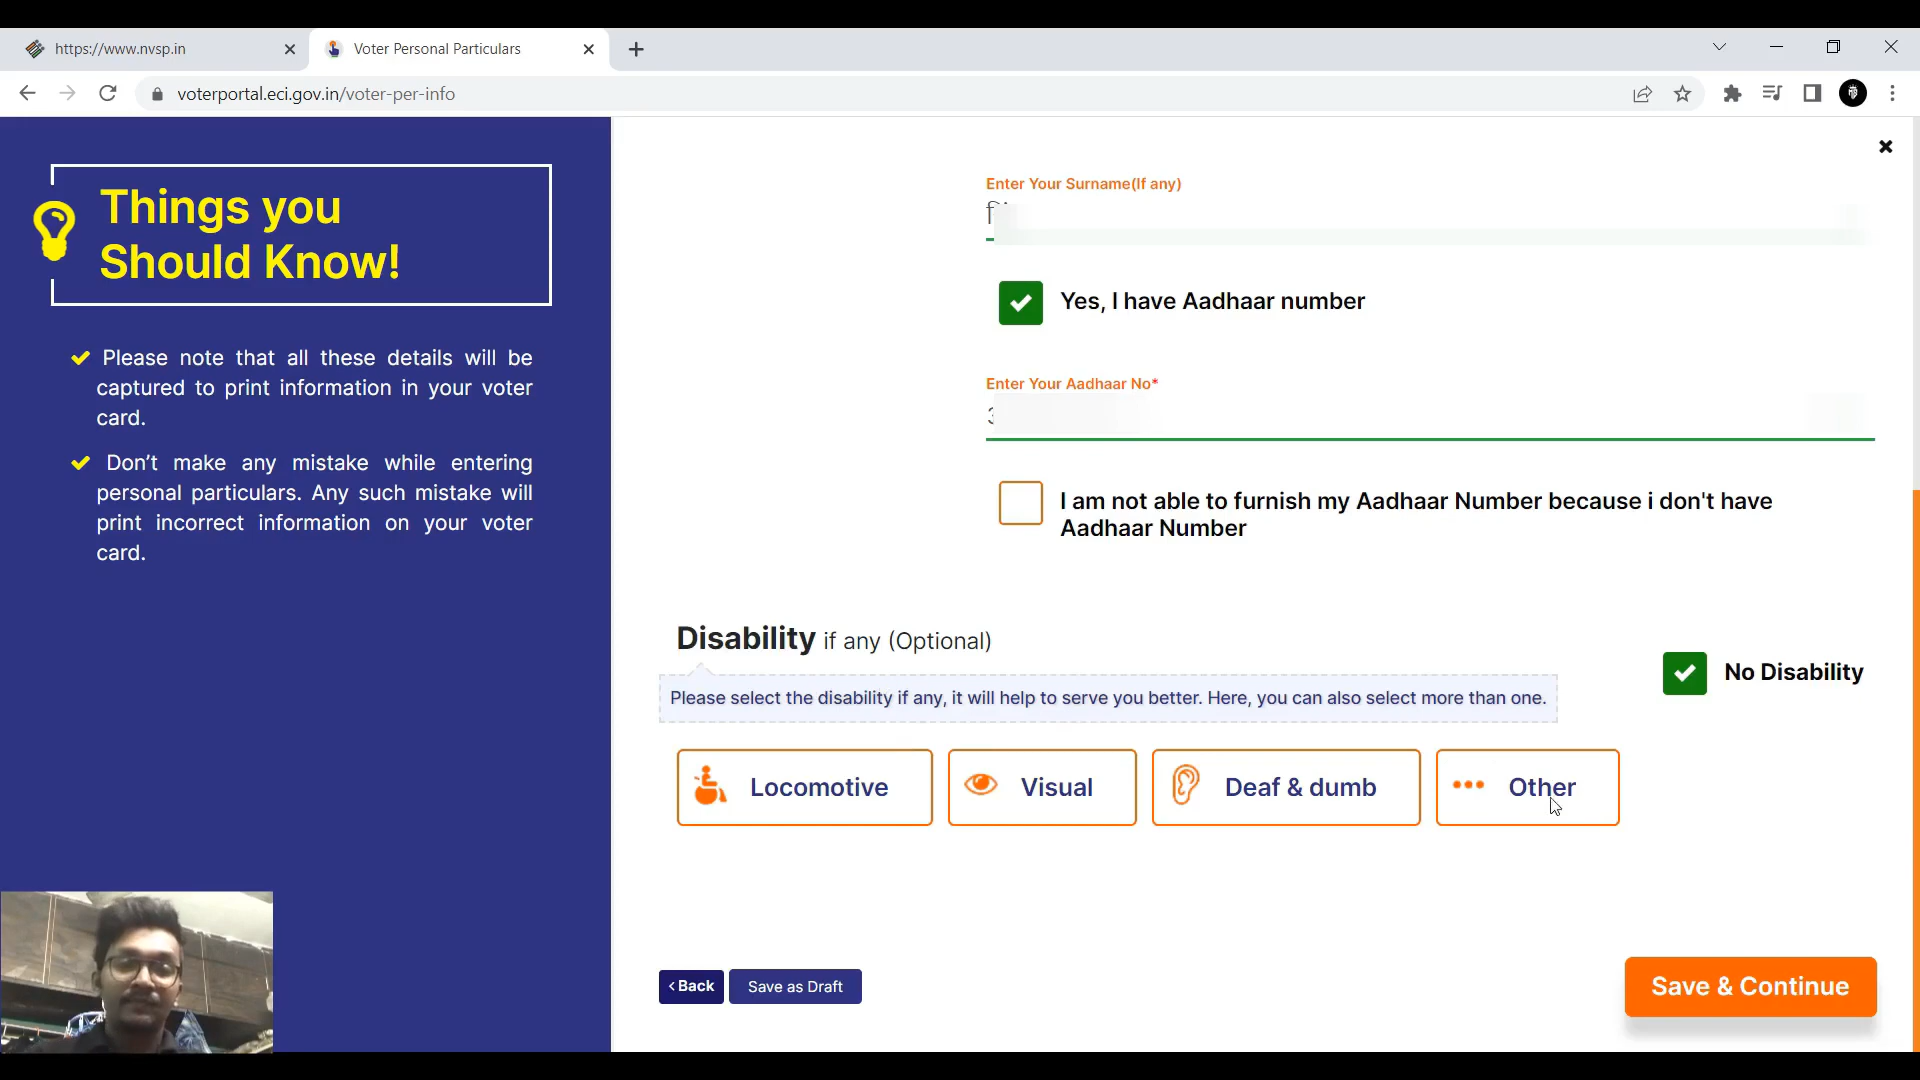 https://www.nvsp.in
Voter Personal Particulars
voterportal.eci.gov.in/voter-per-info
Things you
Should Know!
Please note that all these details will be
captured to print information in your voter
card.
Don't make any mistake while entering
personal particulars. Any such mistake will
print incorrect information on your voter
card.
Enter Your Surname(If any)
Yes, I have Aadhaar number
Enter Your Aadhaar No*
I am not able to furnish my Aadhaar Number because i don't have
Aadhaar Number
Disability if any (Optional)
Please select the disability if any, it will help to serve you better. Here, you can also select more than one.
No Disability
Locomotive
Visual
Deaf & dumb
Other
<Back
Save as Draft
Save & Continue